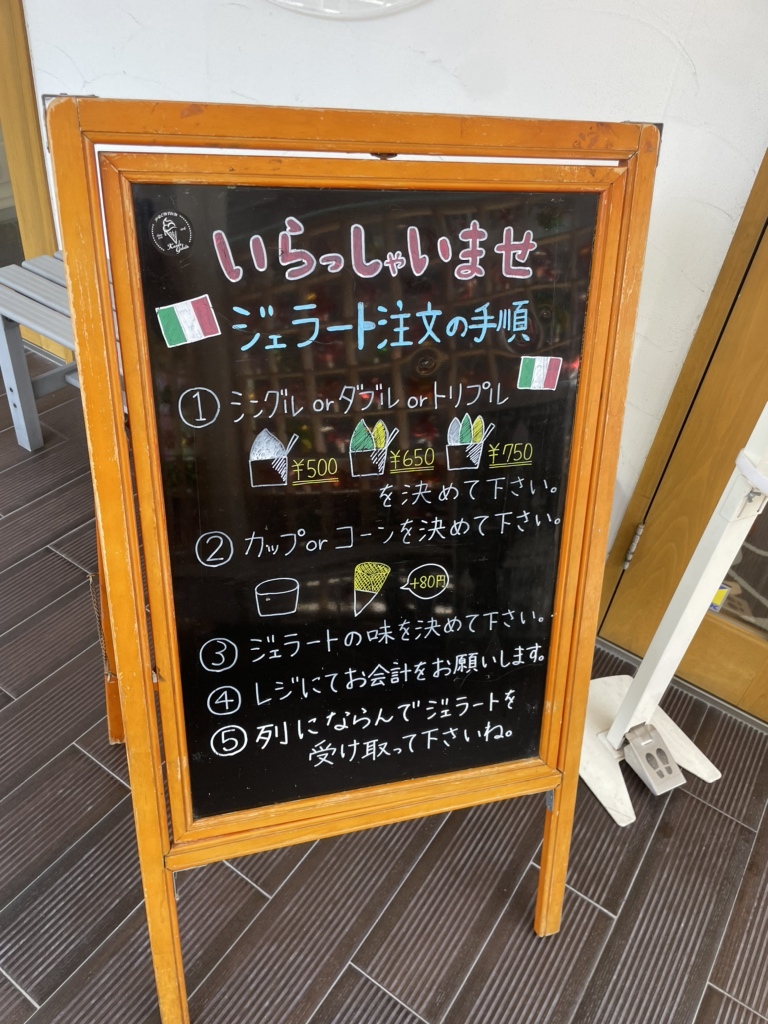 いらっしゃいませ
ジェラート注文の手順
① シングル or ダブル or トリプル
¥500 ¥650 ¥750
を決めて下さい。
② カップ or コーンを決めて下さい。
+80円
③ ジェラートの味を決めて下さい。
④ レジにてお会計をお願いします。
⑤ 列にならんでジェラートを
受け取って下さいね。